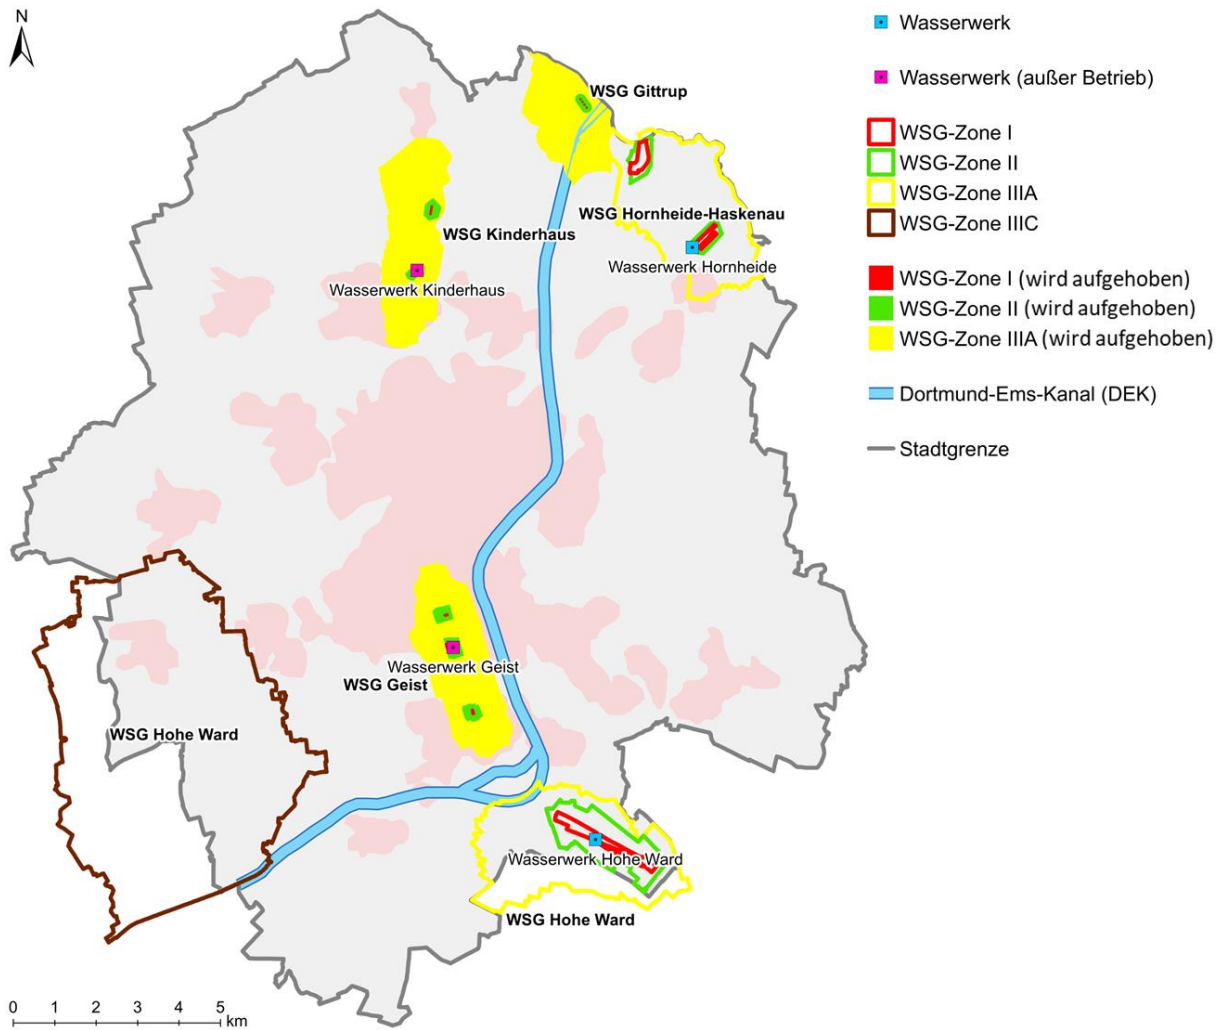 N
WSG Gittrup
WSG Hornheide-Haskenau
WSG Kinderhaus
Wasserwerk Hornheide
Wasserwerk Kinderhaus
Wasserwerk Geist
WSG Geist
WSG Hohe Ward
Wasserwerk Hohe Ward
WSG Hohe Ward
0 1 2 3 4 5
km
Wasserwerk
Wasserwerk (außer Betrieb)
WSG-Zone I
WSG-Zone II
WSG-Zone IIIA
WSG-Zone IIIC
WSG-Zone I (wird aufgehoben)
WSG-Zone II (wird aufgehoben)
WSG-Zone IIIA (wird aufgehoben)
Dortmund-Ems-Kanal (DEK)
Stadtgrenze